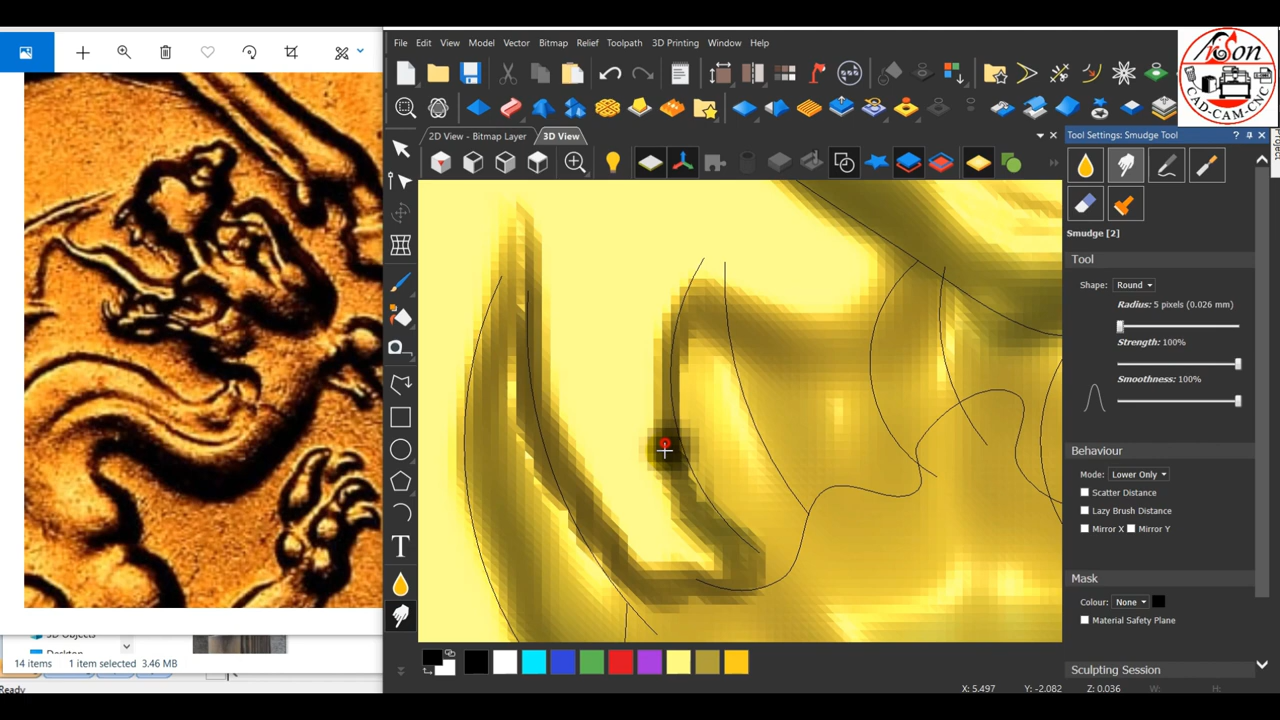 File Edit View Model Vector Bitmap Relief Toolpath 3D Printing Window Help
ArtSon
CAD-CAM-CNC
2D View - Bitmap Layer
3D View
Tool Settings: Smudge Tool
Smudge [2]
Tool
Shape: Round
Radius: 5 pixels (0.026 mm)
Strength: 100%
Smoothness: 100%
Behaviour
Mode: Lower Only
Scatter Distance
Lazy Brush Distance
Mirror X Mirror Y
Mask
Colour: None
Material Safety Plane
Sculpting Session
3D Objects
Desktop
14 items 1 item selected 3.46 MB
Ready
X: 5.497 Y: -2.082 Z: 0.036 W: H: